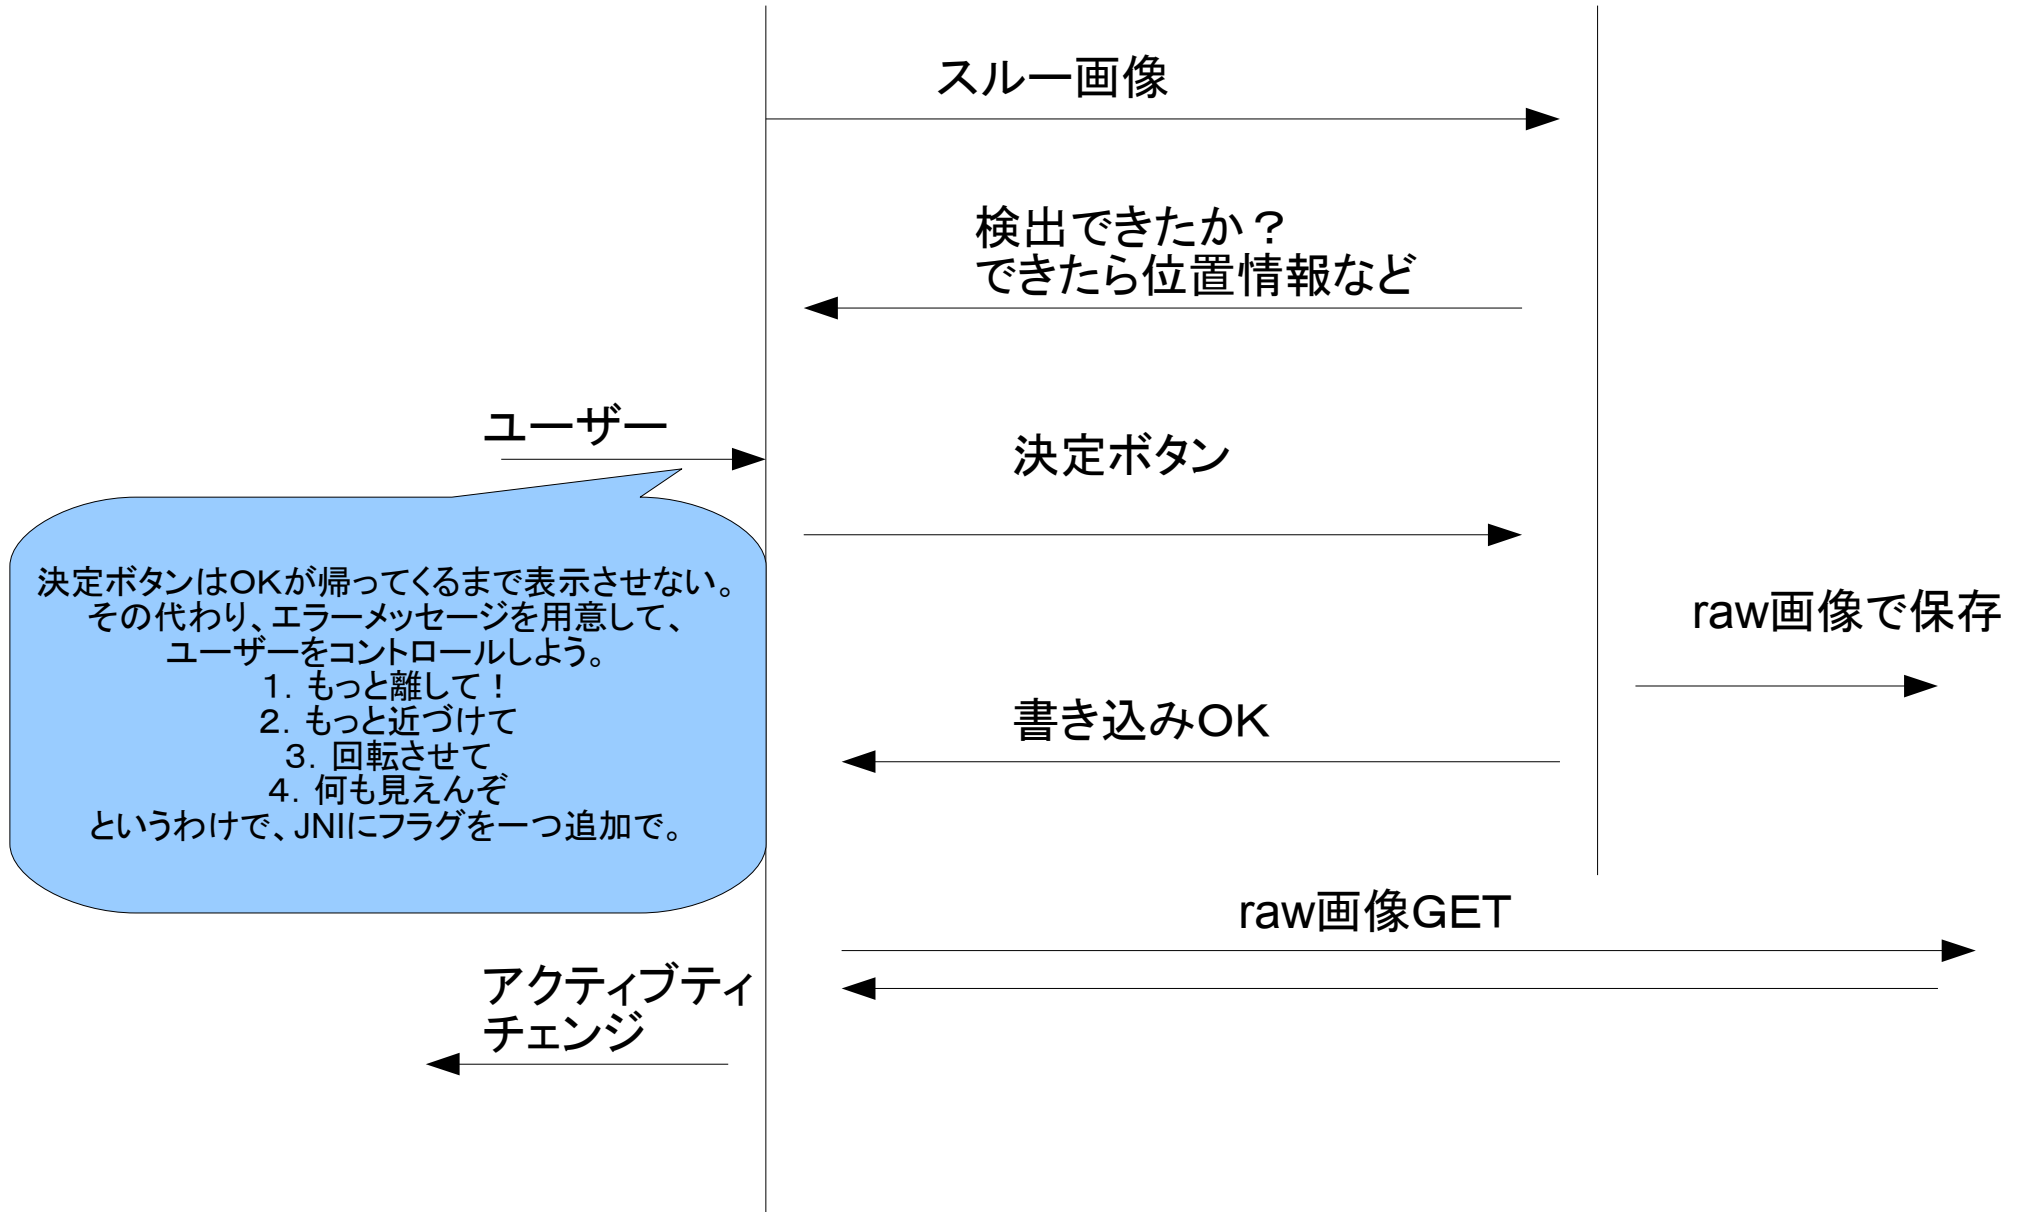 スルー画像
検出できたか？
できたら位置情報など
ユーザー
決定ボタン
決定ボタンはＯＫが帰ってくるまで表示させない。
その代わり、エラーメッセージを用意して、
ユーザーをコントロールしよう。
１．もっと離して！
２．もっと近づけて
３．回転させて
４．何も見えんぞ
というわけで、JNIにフラグを一つ追加で。
raw画像で保存
書き込みＯＫ
raw画像ＧＥＴ
アクティブティ
チェンジ